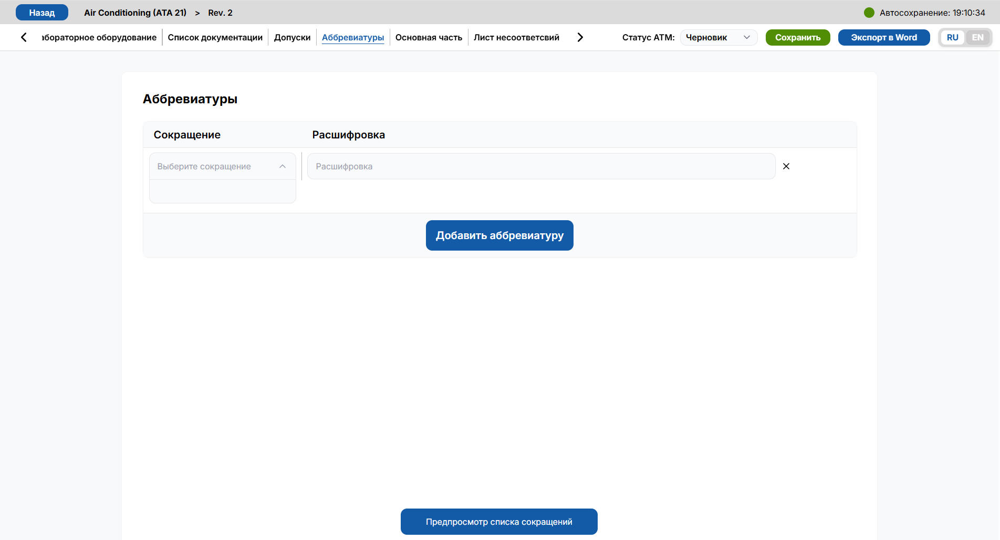 Назад
Air Conditioning (ATA 21) > Rev. 2
Автосохранение: 19:10:34
абораторное оборудование
Список документации
Допуски
Аббревиатуры
Основная часть
Лист несоответсвий
Статус АТМ:
Черновик
Сохранить
Экспорт в Word
RU
EN
Аббревиатуры
Сокращение
Расшифровка
Выберите сокращение
Расшифровка
Добавить аббревиатуру
Предпросмотр списка сокращений